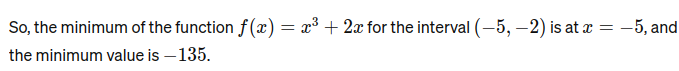 So, the minimum of the function f(x) = x³ + 2x for the interval (−5, −2) is at x = −5, and
the minimum value is −135.